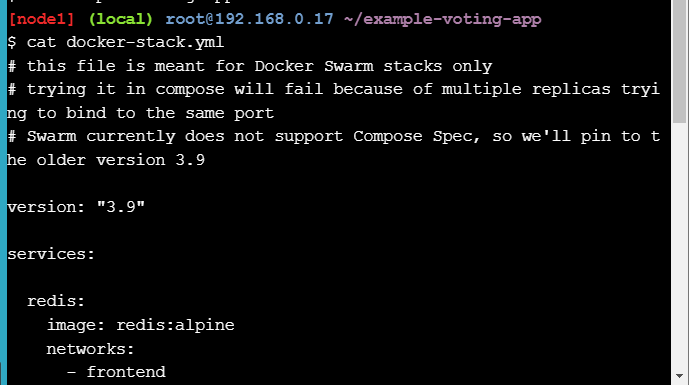 [node1] (local) root@192.168.0.17 ~/example-voting-app
$ cat docker-stack.yml
# this file is meant for Docker Swarm stacks only
# trying it in compose will fail because of multiple replicas tryi
ng to bind to the same port
# Swarm currently does not support Compose Spec, so we'll pin to t
he older version 3.9
version: "3.9"
services:
  redis:
    image: redis:alpine
    networks:
      - frontend